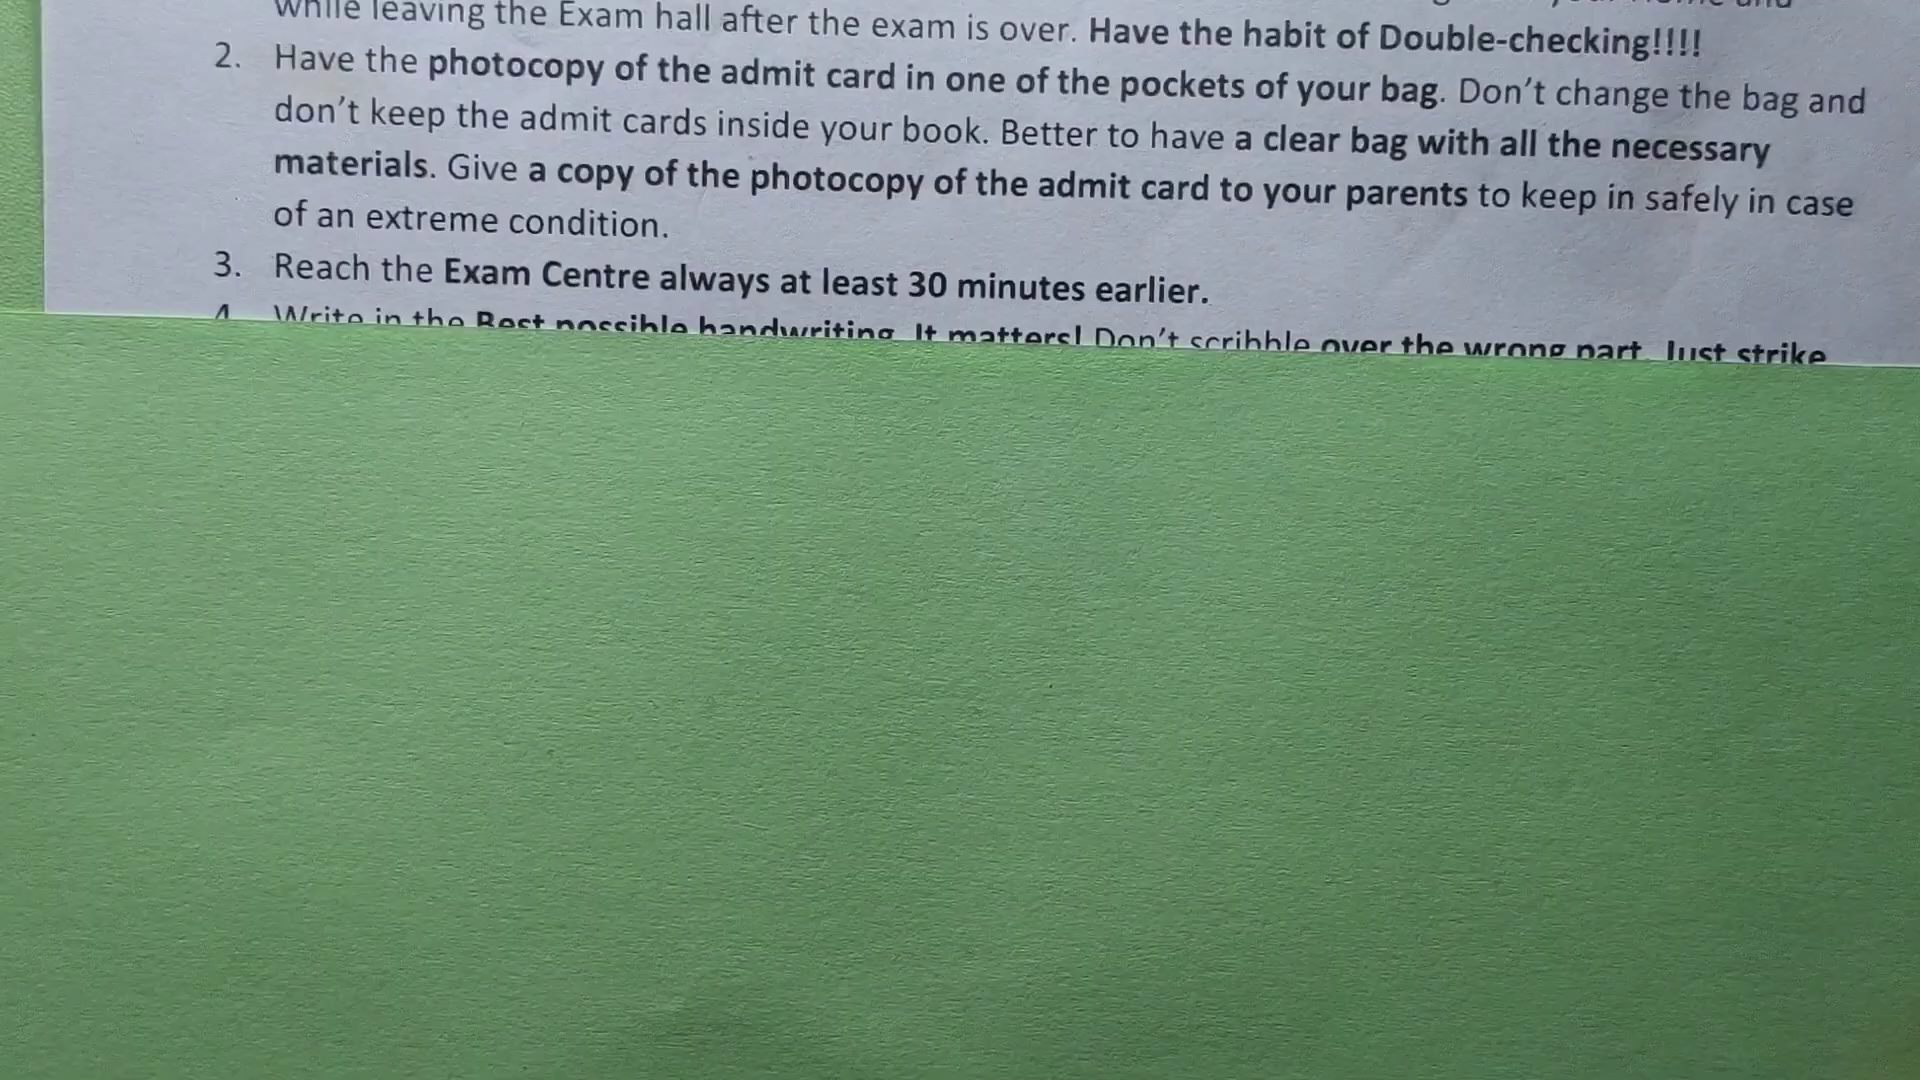 while leaving the Exam hall after the exam is over. Have the habit of Double-checking!!!!
2. Have the photocopy of the admit card in one of the pockets of your bag. Don't change the bag and
don't keep the admit cards inside your book. Better to have a clear bag with all the necessary
materials. Give a copy of the photocopy of the admit card to your parents to keep in safely in case
of an extreme condition.
3. Reach the Exam Centre always at least 30 minutes earlier.
4. Write in the Best possible handwriting. It matters! Don't scribble over the wrong part. Just strike